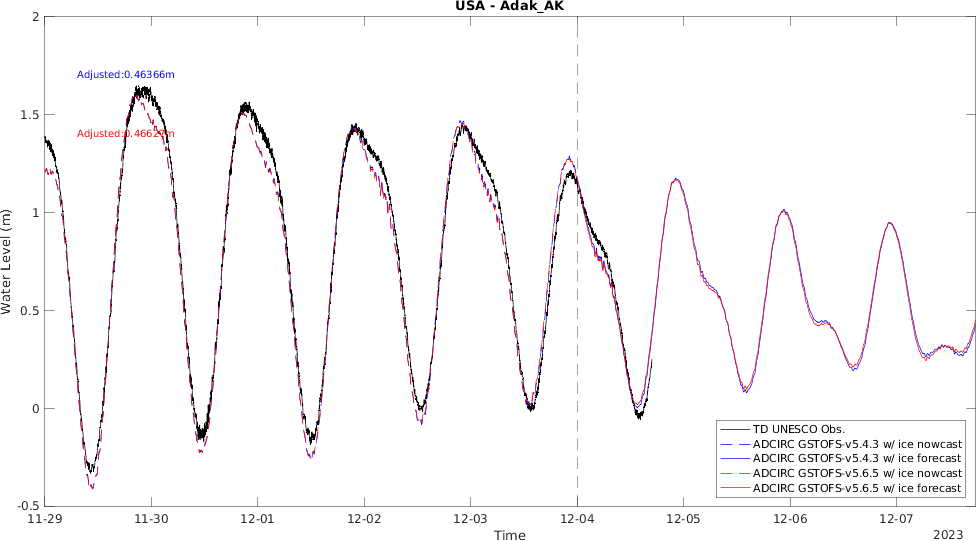 USA - Adak_AK
2
Adjusted:0.46366m
1.5
Adjusted:0.46627m
1
Water Level (m)
0.5
0
-0.5
TD UNESCO Obs.
ADCIRC GSTOFS-v5.4.3 w/ ice nowcast
ADCIRC GSTOFS-v5.4.3 w/ ice forecast
ADCIRC GSTOFS-v5.6.5 w/ ice nowcast
ADCIRC GSTOFS-v5.6.5 w/ ice forecast
11-29 11-30 12-01 12-02 12-03 12-04 12-05 12-06 12-07
Time
2023